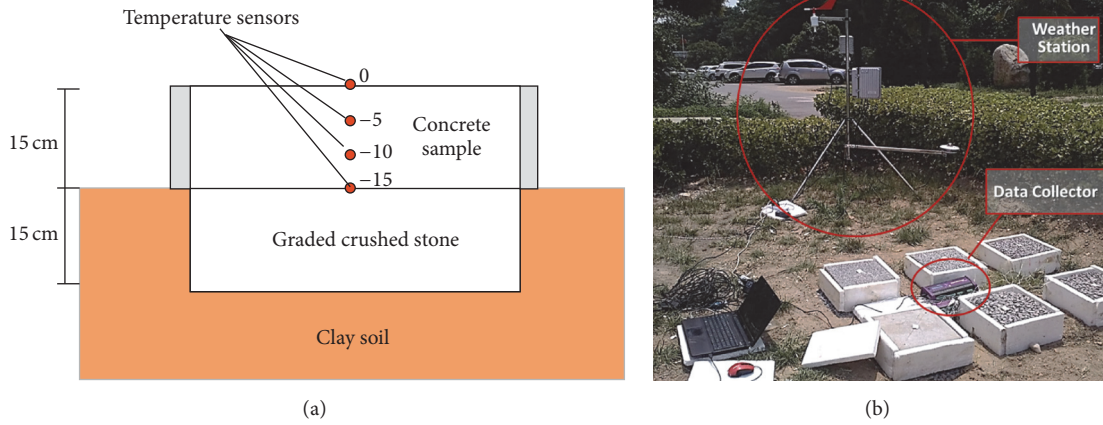 Temperature sensors
0
−5
−10
−15
Concrete
sample
15 cm
15 cm
Graded crushed stone
Clay soil
(a)
Weather
Station
Data Collector
(b)